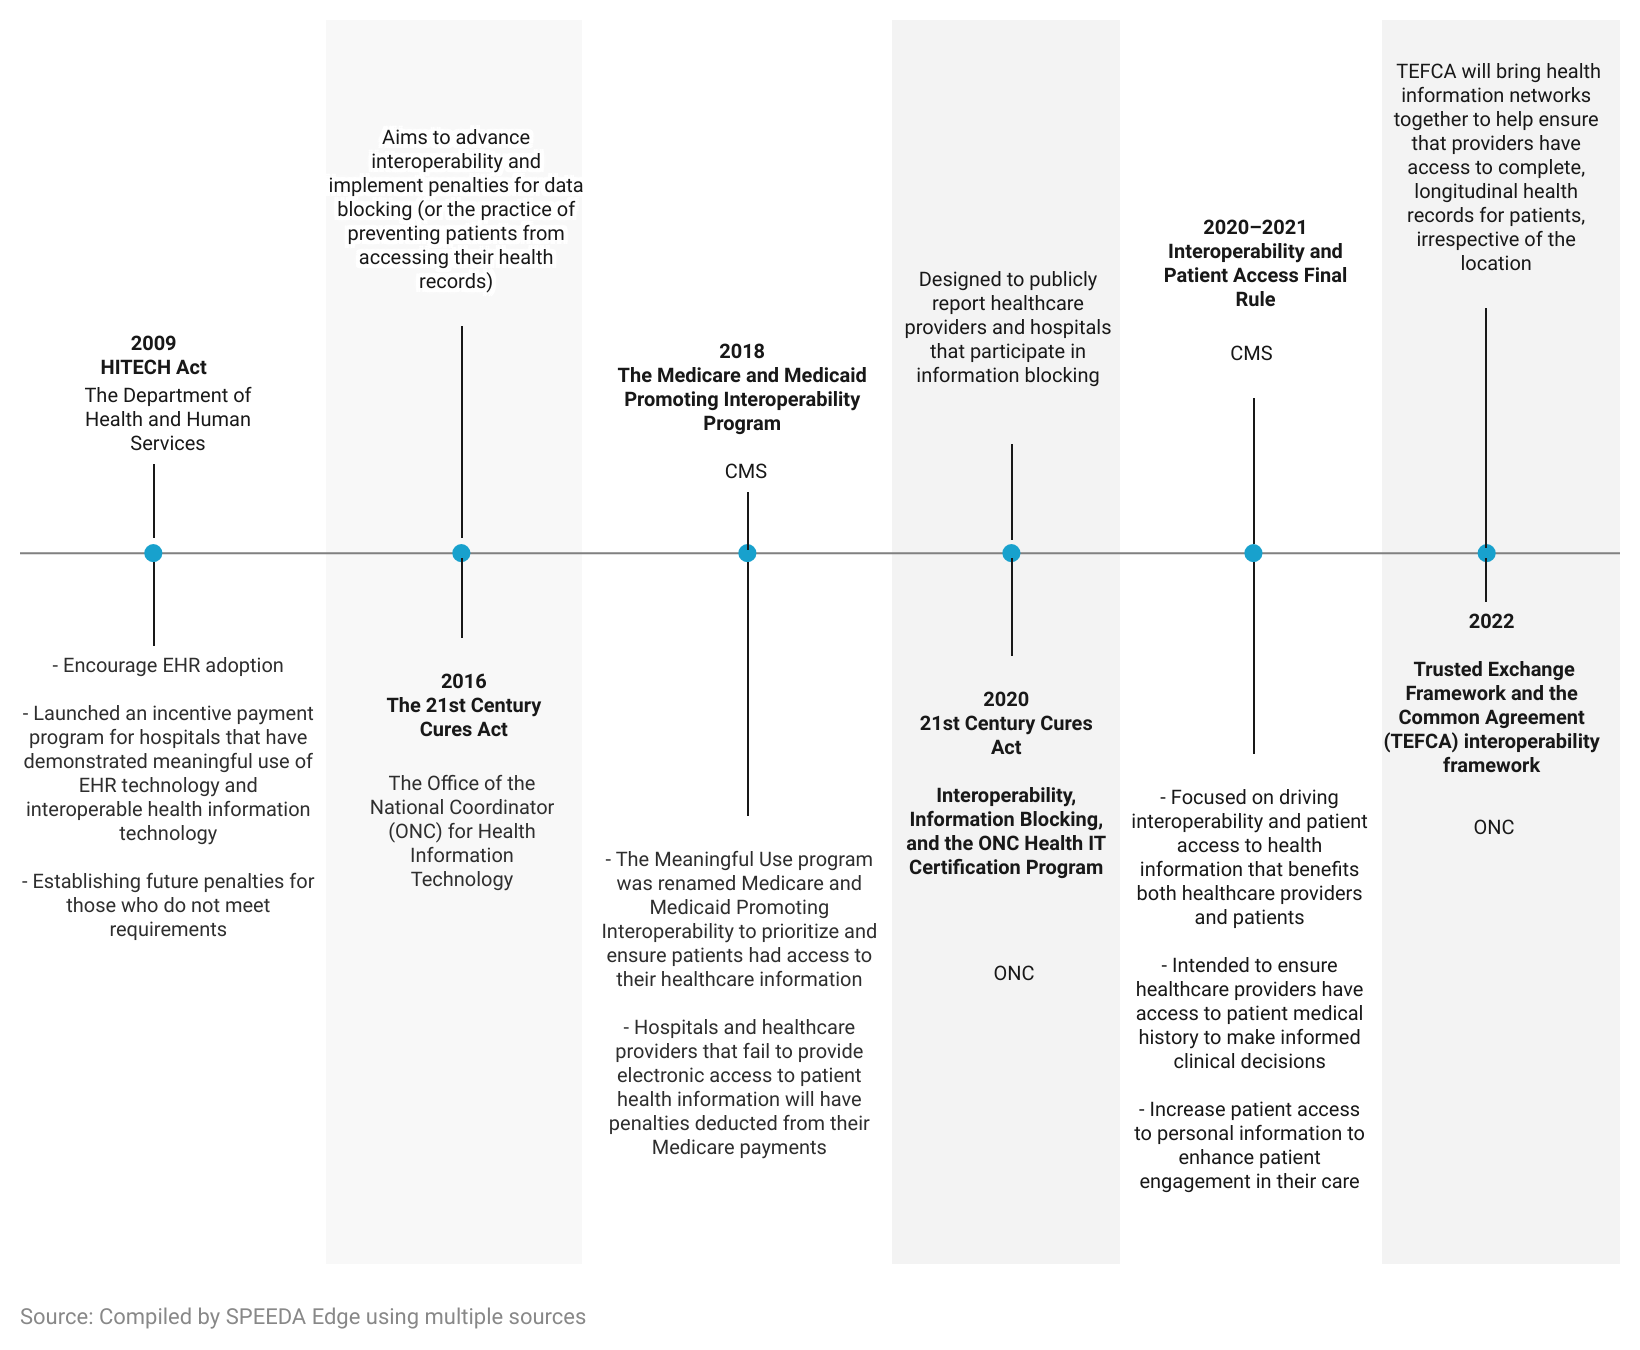 2009
HITECH Act
The Department of
Health and Human
Services
- Encourage EHR adoption
- Launched an incentive payment
program for hospitals that have
demonstrated meaningful use of
EHR technology and
interoperable health information
technology
- Establishing future penalties for
those who do not meet
requirements
Aims to advance
interoperability and
implement penalties for data
blocking (or the practice of
preventing patients from
accessing their health
records)
2016
The 21st Century
Cures Act
The Office of the
National Coordinator
(ONC) for Health
Information
Technology
2018
The Medicare and Medicaid
Promoting Interoperability
Program
CMS
- The Meaningful Use program
was renamed Medicare and
Medicaid Promoting
Interoperability to prioritize and
ensure patients had access to
their healthcare information
- Hospitals and healthcare
providers that fail to provide
electronic access to patient
health information will have
penalties deducted from their
Medicare payments
Designed to publicly
report healthcare
providers and hospitals
that participate in
information blocking
2020
21st Century Cures
Act
Interoperability,
Information Blocking,
and the ONC Health IT
Certification Program
ONC
2020–2021
Interoperability and
Patient Access Final
Rule
CMS
- Focused on driving
interoperability and patient
access to health
information that benefits
both healthcare providers
and patients
- Intended to ensure
healthcare providers have
access to patient medical
history to make informed
clinical decisions
- Increase patient access
to personal information to
enhance patient
engagement in their care
TEFCA will bring health
information networks
together to help ensure
that providers have
access to complete,
longitudinal health
records for patients,
irrespective of the
location
2022
Trusted Exchange
Framework and the
Common Agreement
(TEFCA) interoperability
framework
ONC
Source: Compiled by SPEEDA Edge using multiple sources